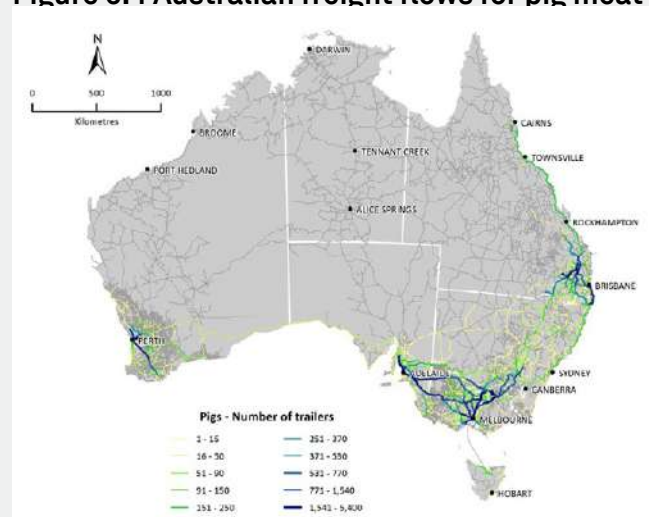 Figure 3.4 Australian freight flows for pig meat
N
0 500 1000
Kilometres
DARWIN
CAIRNS
BROOME
TENNANT CREEK
TOWNSVILLE
PORT HEDLAND
ALICE SPRINGS
ROCKHAMPTON
BRISBANE
PERTH
ADELAIDE
SYDNEY
CANBERRA
MELBOURNE
HOBART
Pigs - Number of trailers
1 - 15
16 - 50
51 - 90
91 - 150
151 - 250
251 - 370
371 - 530
531 - 770
771 - 1,540
1,541 - 5,400